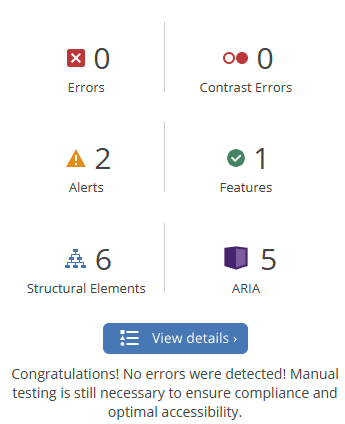 0
Errors
0
Contrast Errors
2
Alerts
1
Features
6
Structural Elements
5
ARIA
View details ›
Congratulations! No errors were detected! Manual
testing is still necessary to ensure compliance and
optimal accessibility.